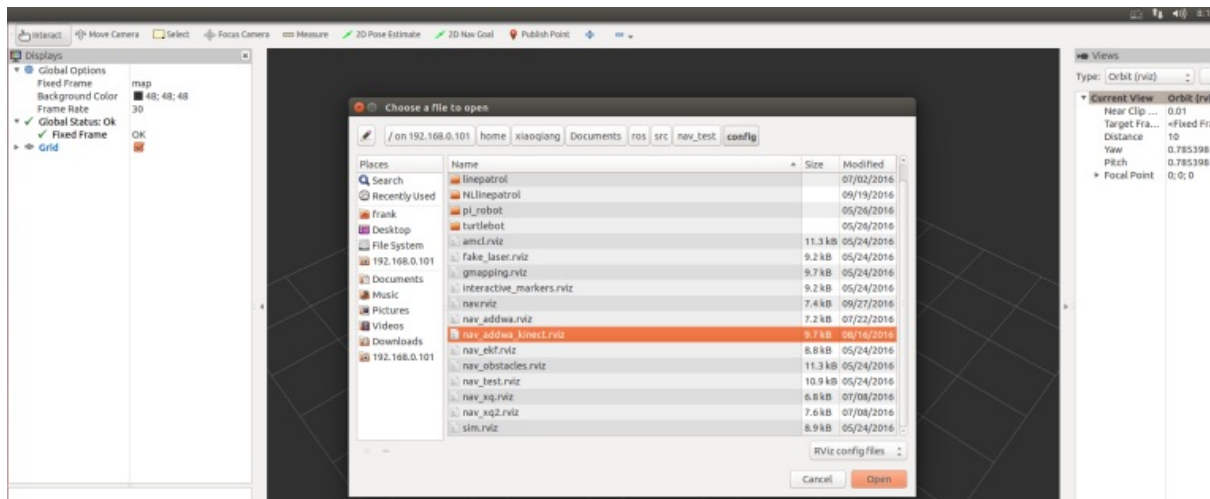 Interact Move Camera Select Focus Camera Measure 2D Pose Estimate 2D Nav Goal Publish Point
Displays
Global Options
Fixed Frame map
Background Color 48; 48; 48
Frame Rate 30
Global Status: Ok
Fixed Frame OK
Grid
Choose a file to open
/ on 192.168.0.101 home xiaoqiang Documents ros src nav_test config
Places
Search
Recently Used
frank
Desktop
File System
192.168.0.101
Documents
Music
Pictures
Videos
Downloads
192.168.0.101
Name Size Modified
linepatrol 07/02/2016
NLlinepatrol 09/19/2016
pi_robot 05/26/2016
turtlebot 05/26/2016
amcl.rviz 11.3 kB 05/24/2016
fake_laser.rviz 9.2 kB 05/24/2016
gmapping.rviz 9.7 kB 05/24/2016
interactive_markers.rviz 9.2 kB 05/24/2016
nav.rviz 7.4 kB 09/27/2016
nav_addwa.rviz 7.2 kB 07/22/2016
nav_addwa_kinect.rviz 9.7 kB 08/16/2016
nav_ekf.rviz 8.8 kB 05/24/2016
nav_obstacles.rviz 11.3 kB 05/24/2016
nav_test.rviz 10.9 kB 05/24/2016
nav_xq.rviz 6.8 kB 07/08/2016
nav_xq2.rviz 7.6 kB 07/08/2016
sim.rviz 8.9 kB 05/24/2016
RViz config files
Cancel Open
Views
Type: Orbit (rviz)
Current View Orbit (rv
Near Clip ... 0.01
Target Fra... <Fixed Fr
Distance 10
Yaw 0.785398
Pitch 0.785398
Focal Point 0; 0; 0